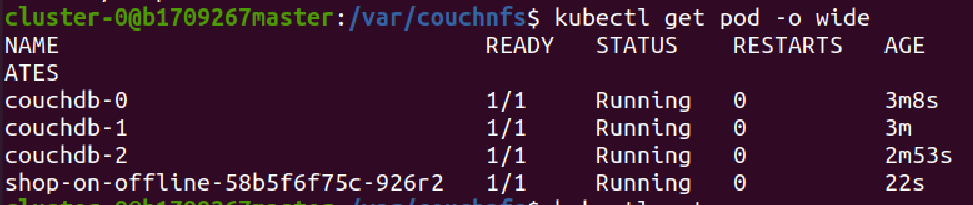 cluster-0@b1709267master:/var/couchnfs$ kubectl get pod -o wide
NAME READY STATUS RESTARTS AGE
ATES
couchdb-0 1/1 Running 0 3m8s
couchdb-1 1/1 Running 0 3m
couchdb-2 1/1 Running 0 2m53s
shop-on-offline-58b5f6f75c-926r2 1/1 Running 0 22s